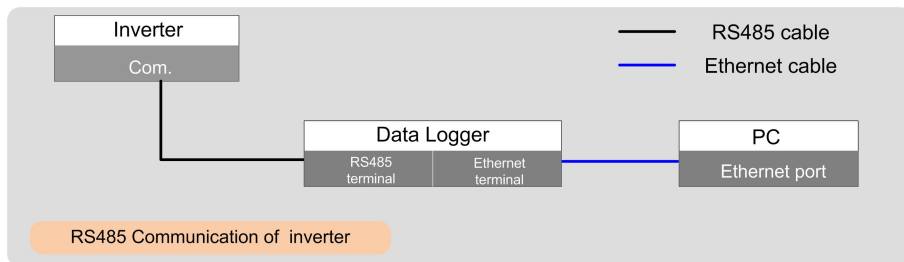 Inverter
Com.
RS485 cable
Ethernet cable
Data Logger
RS485
terminal
Ethernet
terminal
PC
Ethernet port
RS485 Communication of inverter